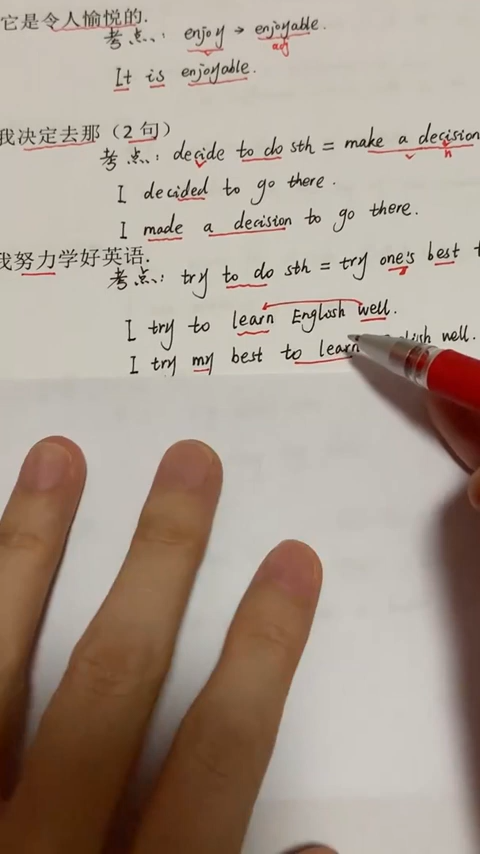 它是令人愉悦的.
考点: enjoy → enjoyable.
adj
It is enjoyable.
我决定去那（2句）
考点: decide to do sth = make a decision
n
I decided to go there.
I made a decision to go there.
我努力学好英语.
考点: try to do sth = try one's best
I try to learn English well.
I try my best to learn well.